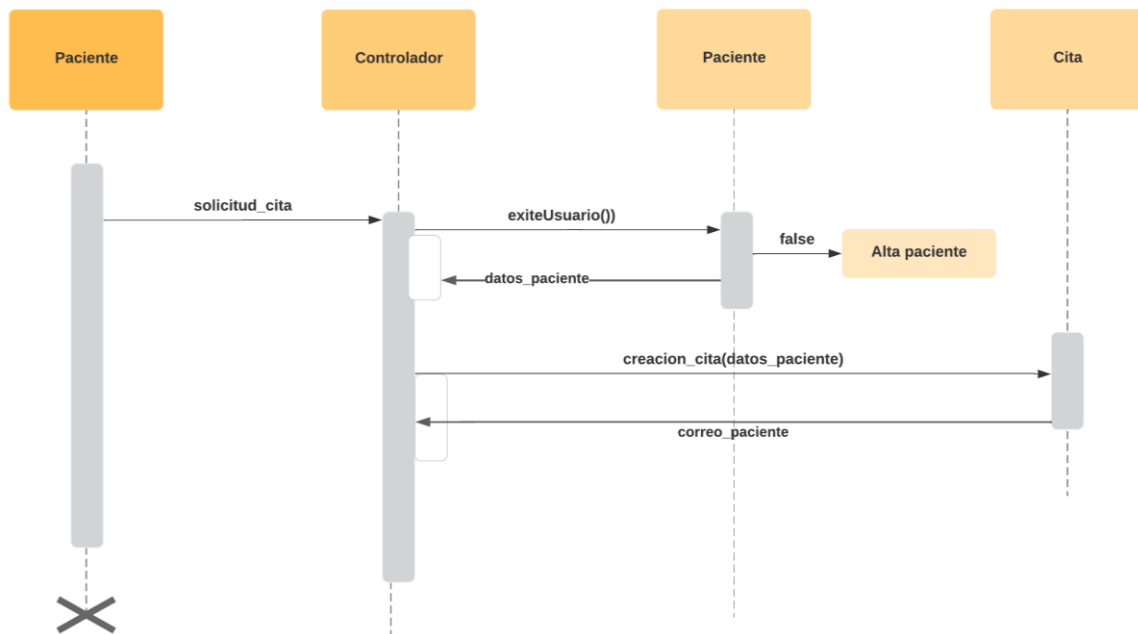 Paciente
Controlador
Paciente
Cita
solicitud_cita
exiteUsuario())
false
Alta paciente
datos_paciente
creacion_cita(datos_paciente)
correo_paciente